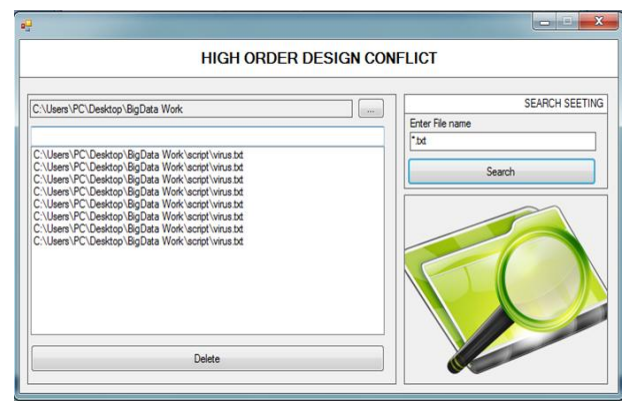 HIGH ORDER DESIGN CONFLICT
C:\Users\PC\Desktop\BigData Work
...
C:\Users\PC\Desktop\BigData Work\script\virus.txt
C:\Users\PC\Desktop\BigData Work\script\virus.txt
C:\Users\PC\Desktop\BigData Work\script\virus.txt
C:\Users\PC\Desktop\BigData Work\script\virus.txt
C:\Users\PC\Desktop\BigData Work\script\virus.txt
C:\Users\PC\Desktop\BigData Work\script\virus.txt
C:\Users\PC\Desktop\BigData Work\script\virus.txt
C:\Users\PC\Desktop\BigData Work\script\virus.txt
Delete
SEARCH SEETING
Enter File name
*.txt
Search